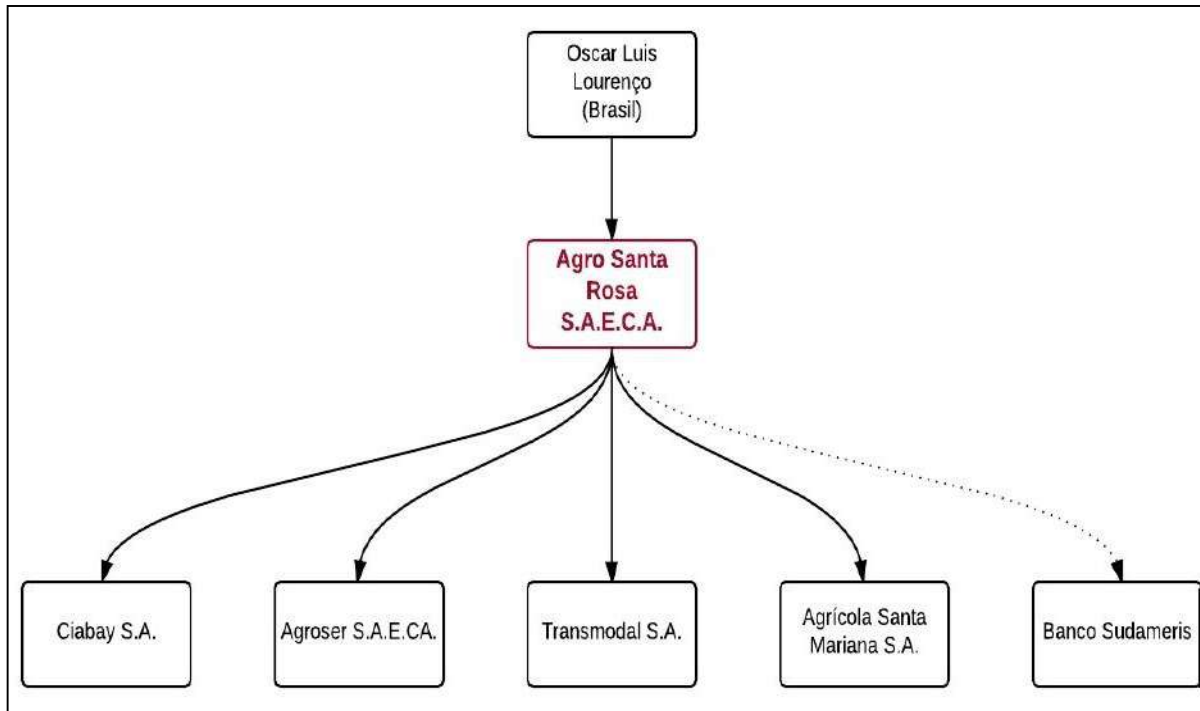 Oscar Luis
Lourenço
(Brasil)
Agro Santa
Rosa
S.A.E.C.A.
Ciabay S.A.
Agroser S.A.E.CA.
Transmodal S.A.
Agrícola Santa
Mariana S.A.
Banco Sudameris